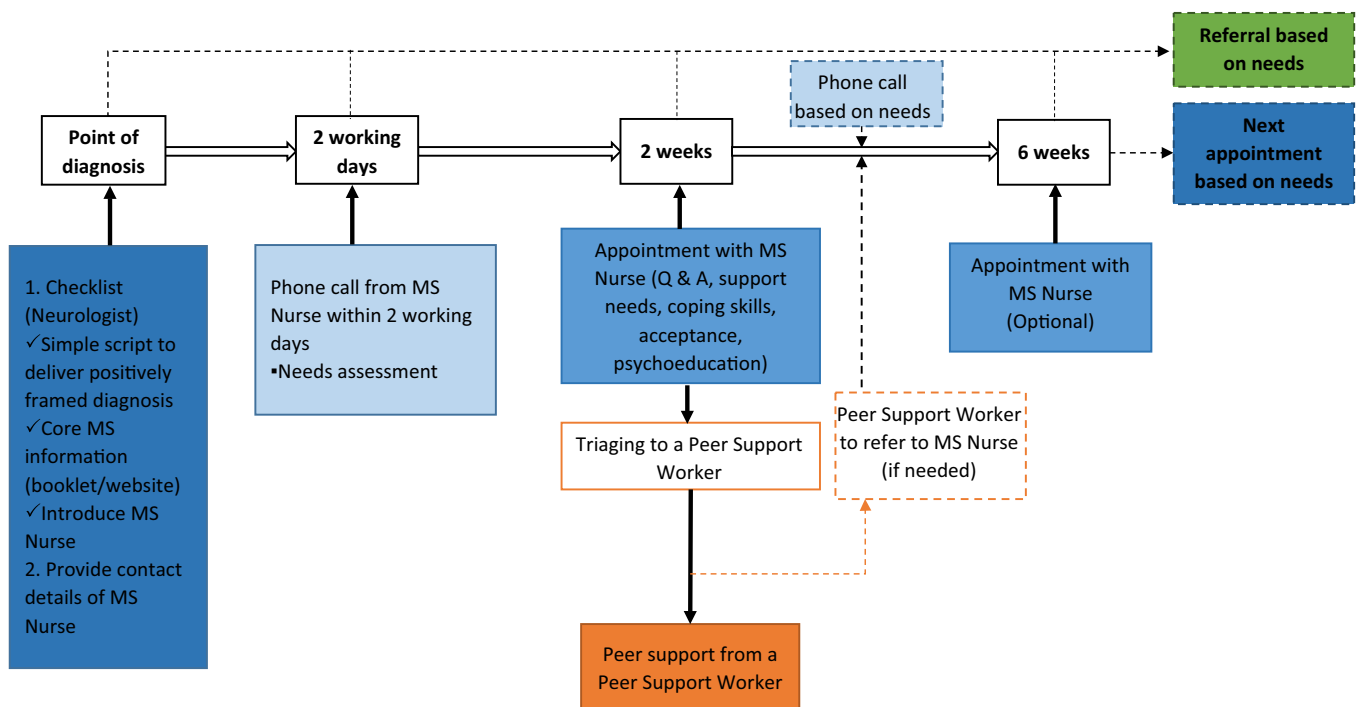 Referral based
on needs
Phone call
based on needs
Point of
diagnosis
2 working
days
2 weeks
6 weeks
Next
appointment
based on needs
1. Checklist
(Neurologist)
✓Simple script to
deliver positively
framed diagnosis
✓Core MS
information
(booklet/website)
✓Introduce MS
Nurse
2. Provide contact
details of MS
Nurse
Phone call from MS
Nurse within 2 working
days
▪Needs assessment
Appointment with MS
Nurse (Q & A, support
needs, coping skills,
acceptance,
psychoeducation)
Appointment with
MS Nurse
(Optional)
Triaging to a Peer Support
Worker
Peer Support Worker
to refer to MS Nurse
(if needed)
Peer support from a
Peer Support Worker